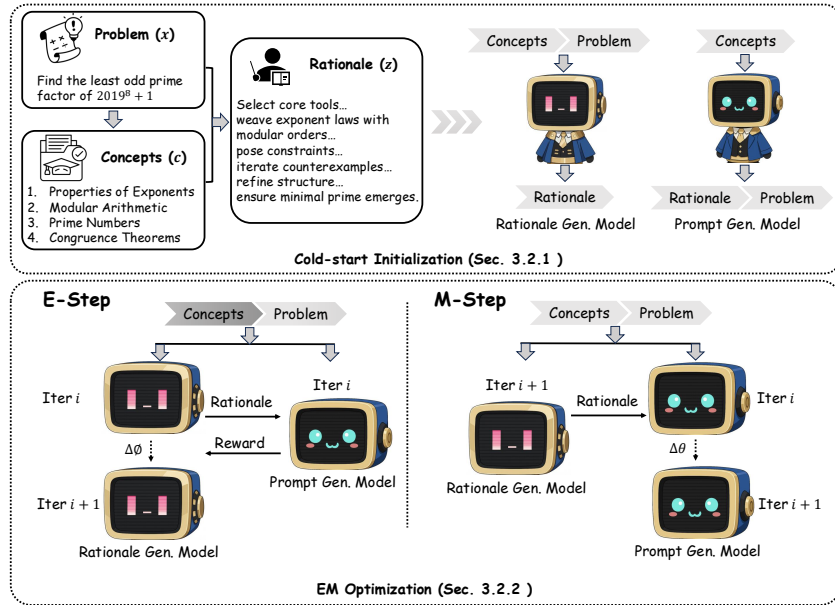 Problem (x)
Find the least odd prime
factor of 2019⁸ + 1
Concepts (c)
1. Properties of Exponents
2. Modular Arithmetic
3. Prime Numbers
4. Congruence Theorems
Rationale (z)
Select core tools...
weave exponent laws with
modular orders...
pose constraints...
iterate counterexamples...
refine structure...
ensure minimal prime emerges.
Concepts Problem
Rationale
Rationale Gen. Model
Concepts
Rationale Problem
Prompt Gen. Model
Cold-start Initialization (Sec. 3.2.1 )
E-Step
Concepts Problem
Iter i
Rationale
Iter i
Reward
Prompt Gen. Model
Δø
Iter i + 1
Rationale Gen. Model
M-Step
Concepts Problem
Iter i + 1
Rationale
Iter i
Rationale Gen. Model
Δθ
Iter i + 1
Prompt Gen. Model
EM Optimization (Sec. 3.2.2 )